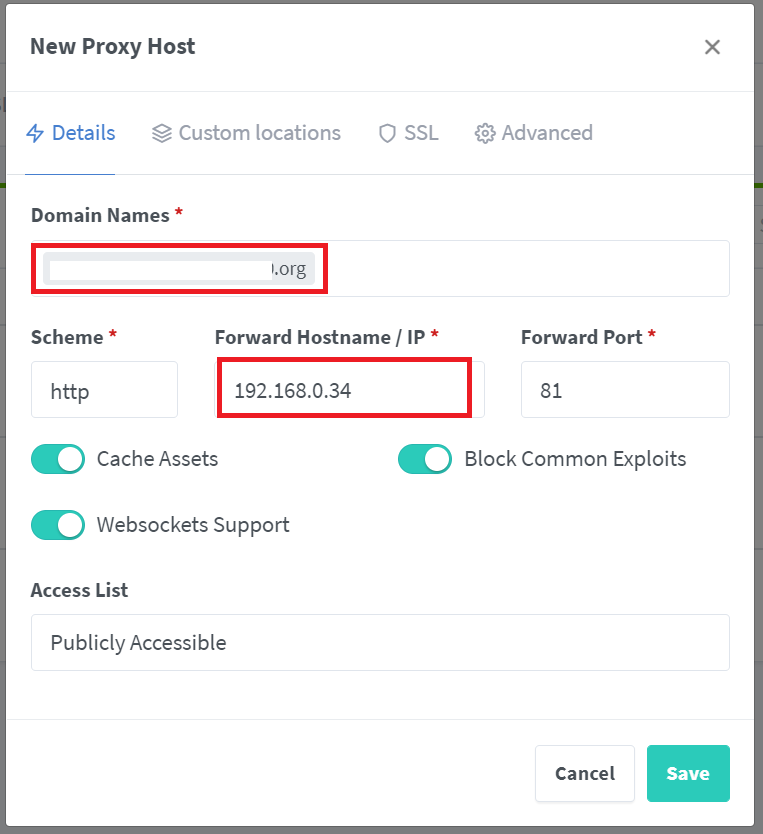 New Proxy Host
Details Custom locations SSL Advanced
Domain Names *
.org
Scheme * Forward Hostname / IP * Forward Port *
http 192.168.0.34 81
Cache Assets Block Common Exploits
Websockets Support
Access List
Publicly Accessible
Cancel Save